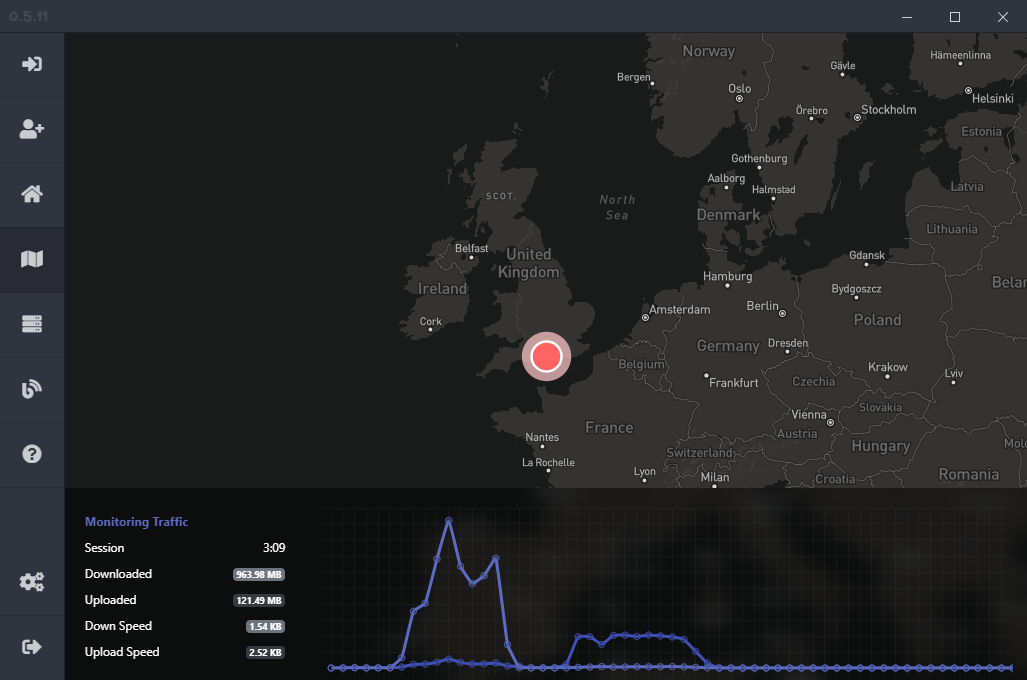 0.5.11
Norway
Hämeenlinna
Gävle
Bergen
Oslo
Helsinki
Örebro
Stockholm
Estonia
Gothenburg
Aalborg
Halmstad
Latvia
SCOT.
North
Sea
Denmark
Lithuania
Belfast
United
Kingdom
Gdansk
Hamburg
Belar
Ireland
Bydgoszcz
Amsterdam
Berlin
Cork
Poland
Germany
Dresden
Belgium
Krakow
Lviv
Frankfurt
Czechia
Slovakia
Vienna
France
Austria
Nantes
Hungary
Molo
Switzerland
La Rochelle
Lyon
Milan
Croatia
Romania
Monitoring Traffic
Session 3:09
Downloaded 963.98 MB
Uploaded 121.49 MB
Down Speed 1.54 KB
Upload Speed 2.52 KB